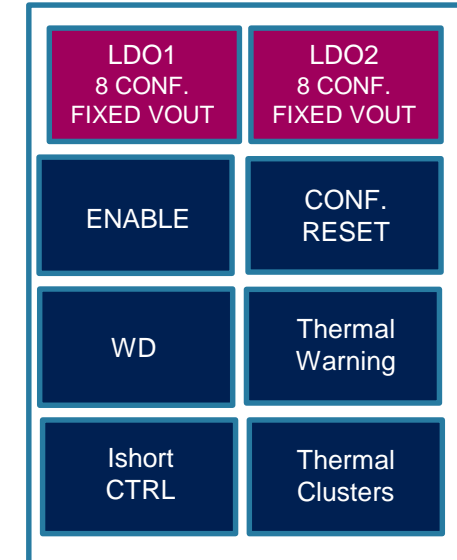 LDO1
8 CONF.
FIXED VOUT
LDO2
8 CONF.
FIXED VOUT
ENABLE
CONF.
RESET
WD
Thermal
Warning
Ishort
CTRL
Thermal
Clusters